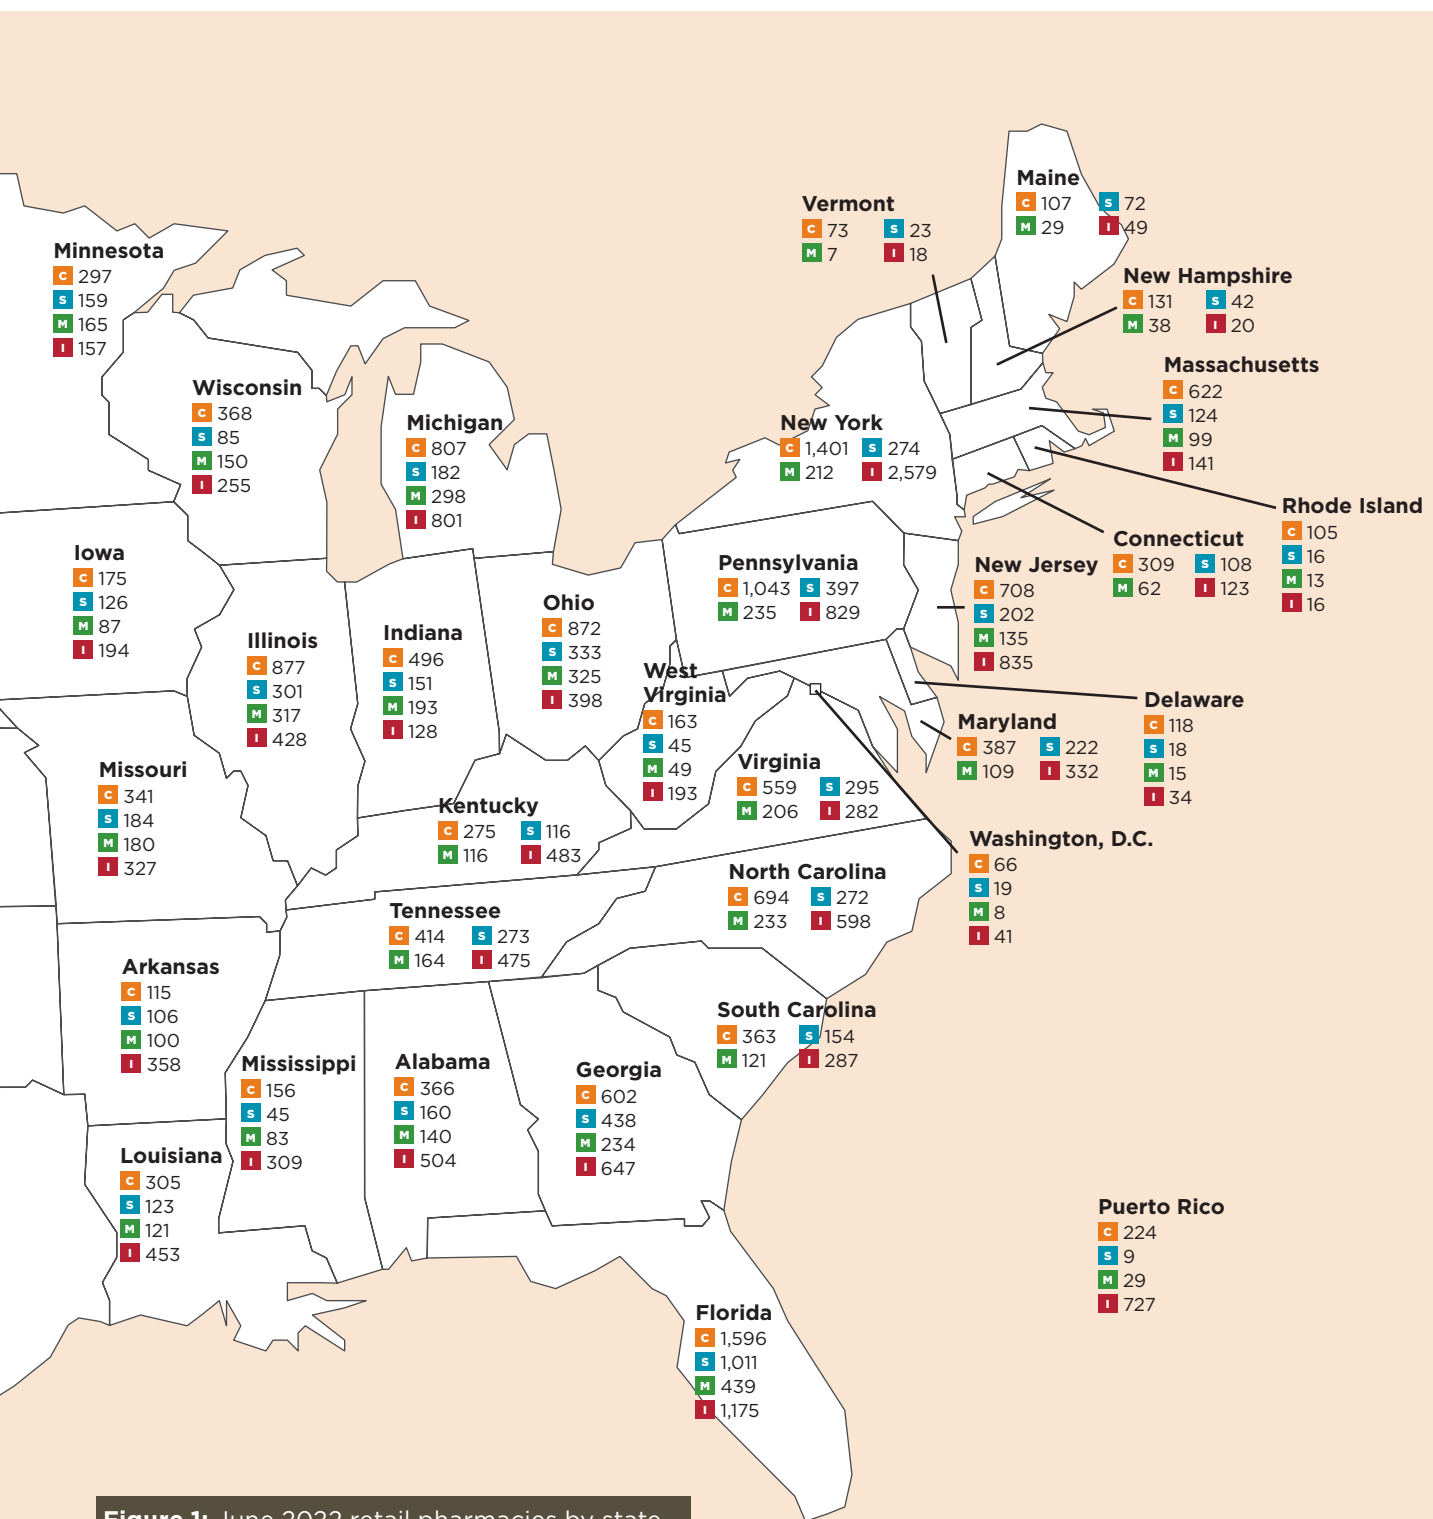 Maine
C 107 S 72
M 29 I 49
Vermont
C 73 S 23
M 7 I 18
Minnesota
C 297
S 159
M 165
I 157
New Hampshire
C 131 S 42
M 38 I 20
Massachusetts
C 622
S 124
M 99
I 141
Wisconsin
C 368
S 85
M 150
I 255
Michigan
C 807
S 182
M 298
I 801
New York
C 1,401 S 274
M 212 I 2,579
Rhode Island
C 105
S 16
M 13
I 16
Connecticut
C 309 S 108
M 62 I 123
Iowa
C 175
S 126
M 87
I 194
Pennsylvania
C 1,043 S 397
M 235 I 829
New Jersey
C 708
S 202
M 135
I 835
Ohio
C 872
S 333
M 325
I 398
Illinois
C 877
S 301
M 317
I 428
Indiana
C 496
S 151
M 193
I 128
West
Virginia
C 163
S 45
M 49
I 193
Delaware
C 118
S 18
M 15
I 34
Maryland
C 387 S 222
M 109 I 332
Missouri
C 341
S 184
M 180
I 327
Virginia
C 559 S 295
M 206 I 282
Kentucky
C 275 S 116
M 116 I 483
Washington, D.C.
C 66
S 19
M 8
I 41
North Carolina
C 694 S 272
M 233 I 598
Tennessee
C 414 S 273
M 164 I 475
Arkansas
C 115
S 106
M 100
I 358
South Carolina
C 363 S 154
M 121 I 287
Mississippi
C 156
S 45
M 83
I 309
Alabama
C 366
S 160
M 140
I 504
Georgia
C 602
S 438
M 234
I 647
Louisiana
C 305
S 123
M 121
I 453
Puerto Rico
C 224
S 9
M 29
I 727
Florida
C 1,596
S 1,011
M 439
I 1,175
Figure 1: June 2022 retail pharmacies by state